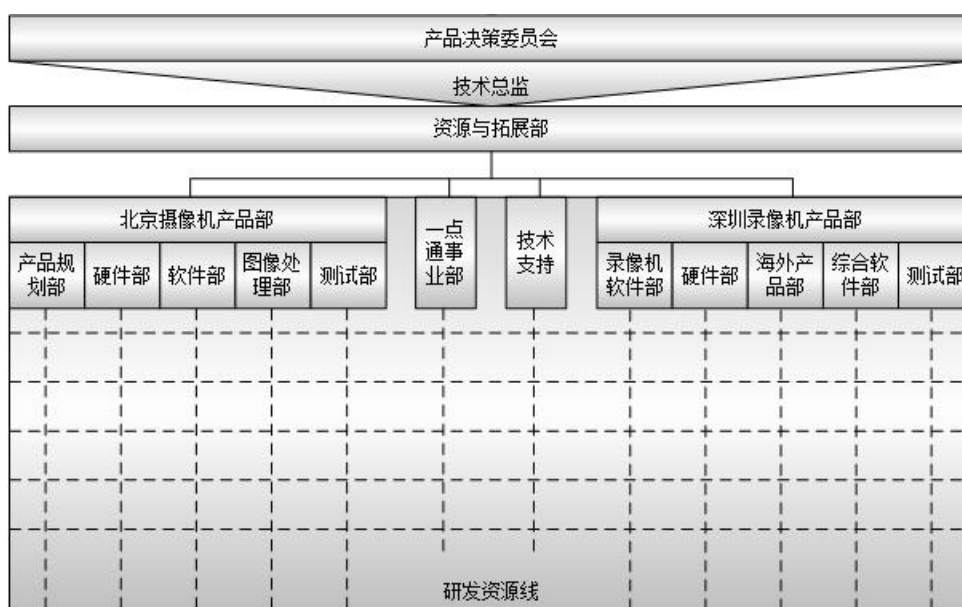 产品决策委员会
技术总监
资源与拓展部
北京摄像机产品部
产品规
划部
硬件部
软件部
图像处
理部
测试部
一点
通事
业部
技术
支持
深圳录像机产品部
录像机
软件部
硬件部
海外产
品部
综合软
件部
测试部
研发资源线